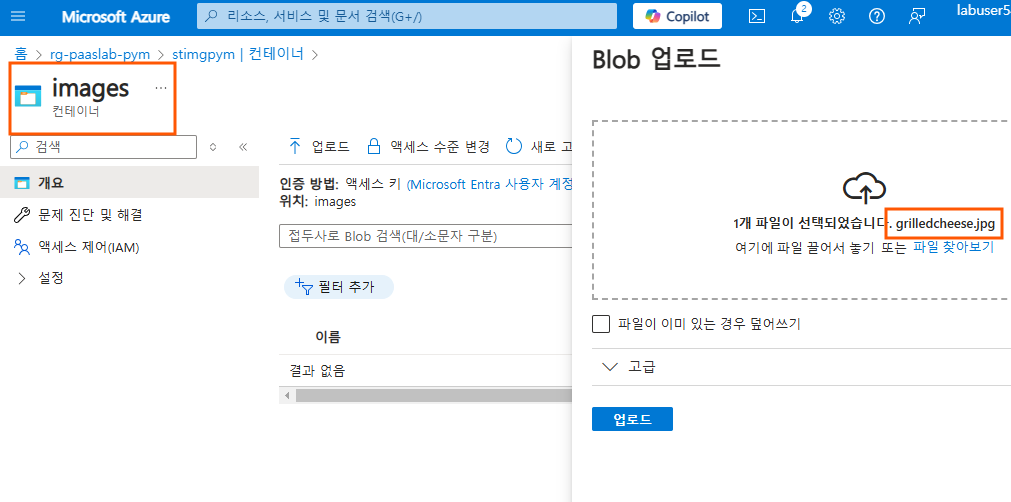 Microsoft Azure
리소스, 서비스 및 문서 검색(G+/)
Copilot
2
labuser5
홈 > rg-paaslab-pym > stimgpym | 컨테이너 >
images ...
컨테이너
검색
개요
문제 진단 및 해결
액세스 제어(IAM)
설정
업로드 액세스 수준 변경 새로 고
인증 방법: 액세스 키 (Microsoft Entra 사용자 계정
위치: images
접두사로 Blob 검색(대/소문자 구분)
필터 추가
이름
결과 없음
Blob 업로드
1개 파일이 선택되었습니다. grilledcheese.jpg
여기에 파일 끌어서 놓기 또는 파일 찾아보기
파일이 이미 있는 경우 덮어쓰기
고급
업로드